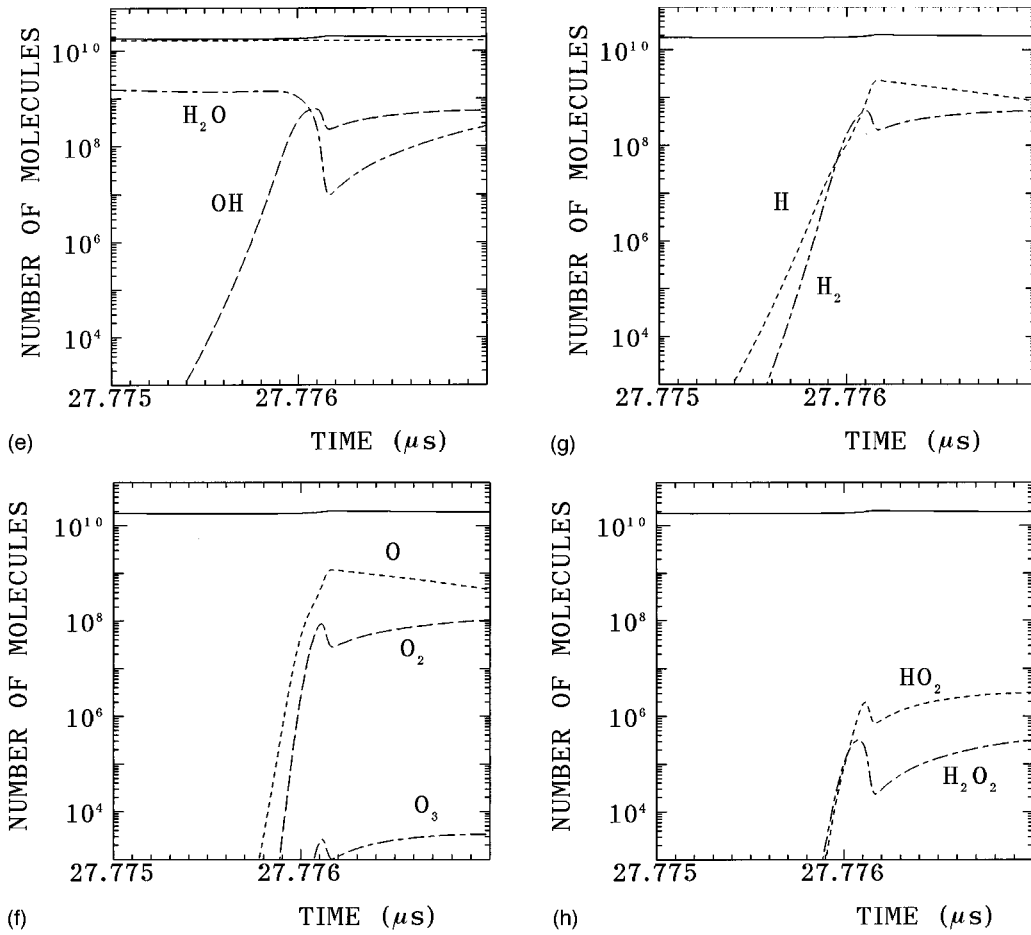 NUMBER OF MOLECULES
10¹⁰
10⁸
10⁶
10⁴
H₂O
OH
27.775
27.776
TIME (μs)
(e)
NUMBER OF MOLECULES
10¹⁰
10⁸
10⁶
10⁴
H
H₂
27.775
27.776
TIME (μs)
(g)
NUMBER OF MOLECULES
10¹⁰
10⁸
10⁶
10⁴
O
O₂
O₃
27.775
27.776
TIME (μs)
(f)
NUMBER OF MOLECULES
10¹⁰
10⁸
10⁶
10⁴
HO₂
H₂O₂
27.775
27.776
TIME (μs)
(h)